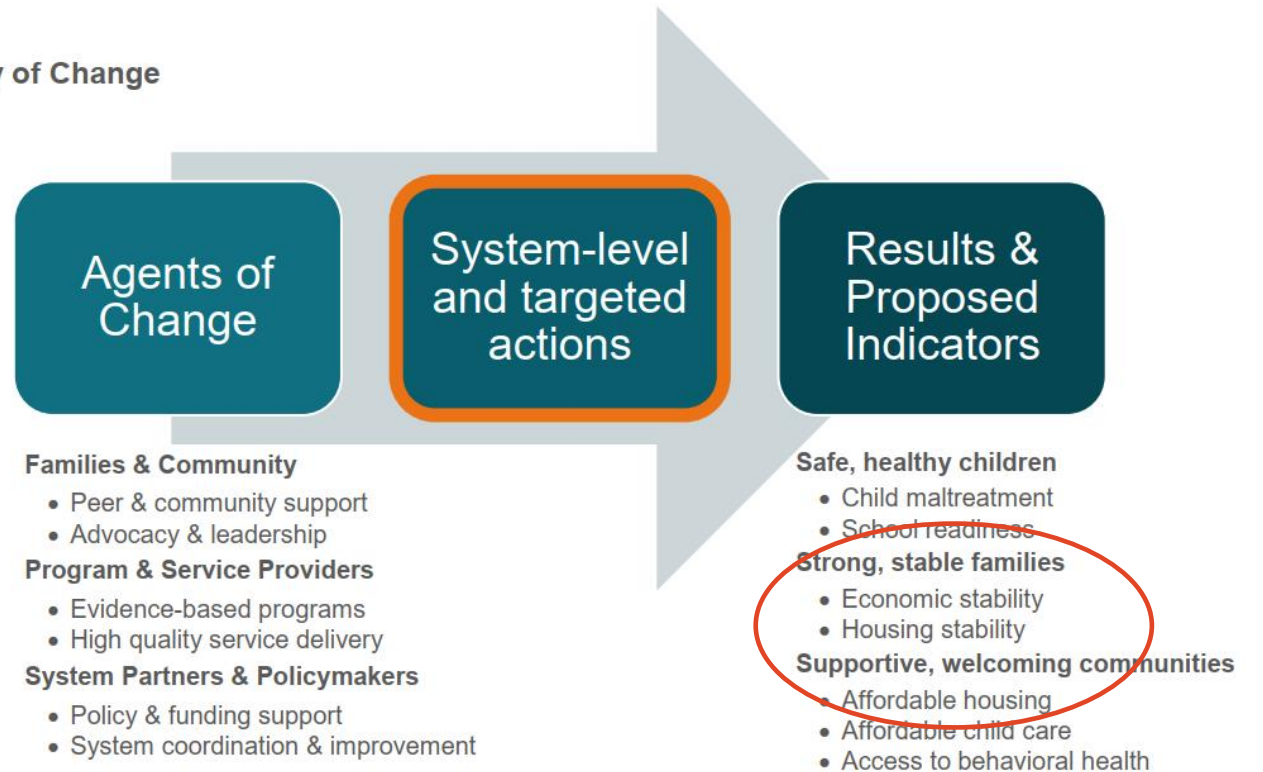 of Change
Agents of
Change
System-level
and targeted
actions
Results &
Proposed
Indicators
Families & Community
• Peer & community support
• Advocacy & leadership
Program & Service Providers
• Evidence-based programs
• High quality service delivery
System Partners & Policymakers
• Policy & funding support
• System coordination & improvement
Safe, healthy children
• Child maltreatment
• School readiness
Strong, stable families
• Economic stability
• Housing stability
Supportive, welcoming communities
• Affordable housing
• Affordable child care
• Access to behavioral health